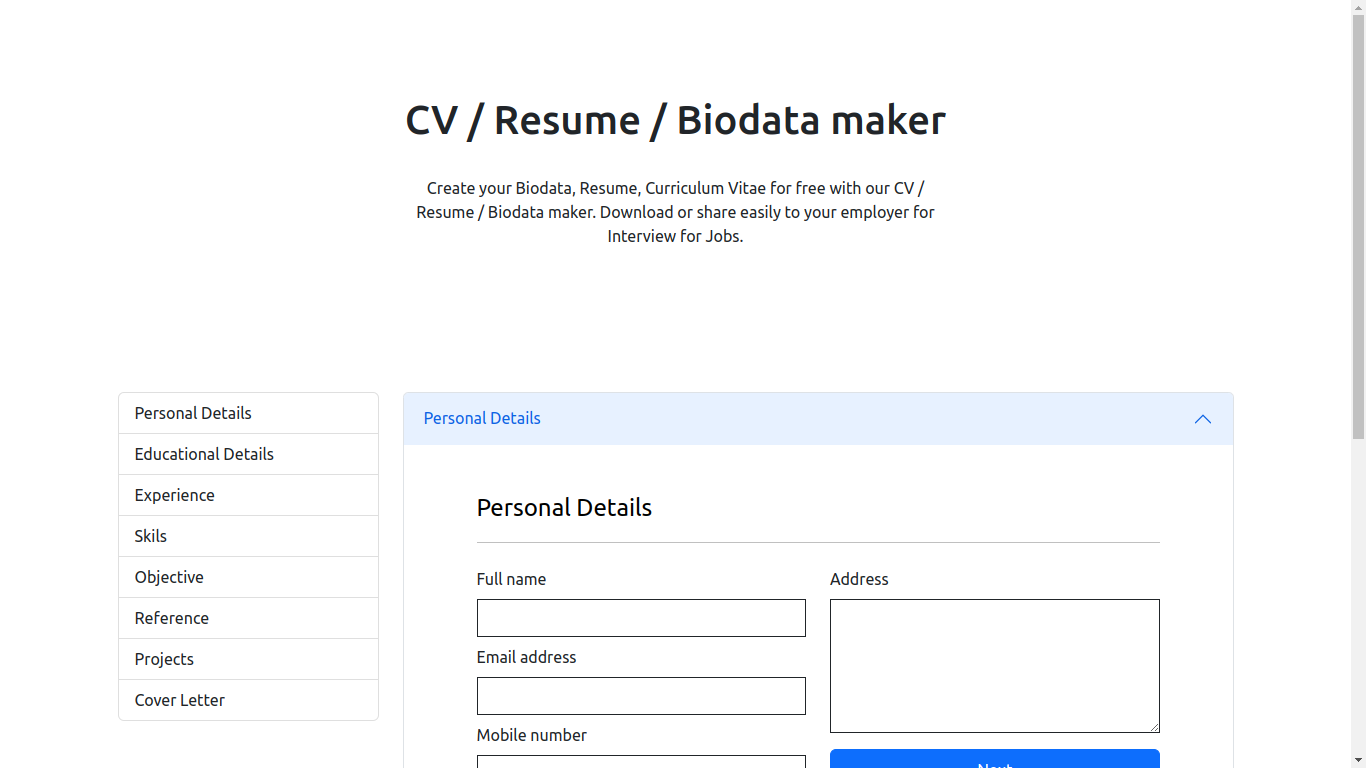 CV / Resume / Biodata maker
Create your Biodata, Resume, Curriculum Vitae for free with our CV /
Resume / Biodata maker. Download or share easily to your employer for
Interview for Jobs.
Personal Details
Educational Details
Experience
Skils
Objective
Reference
Projects
Cover Letter
Personal Details
Personal Details
Full name
Email address
Mobile number
Address
Next